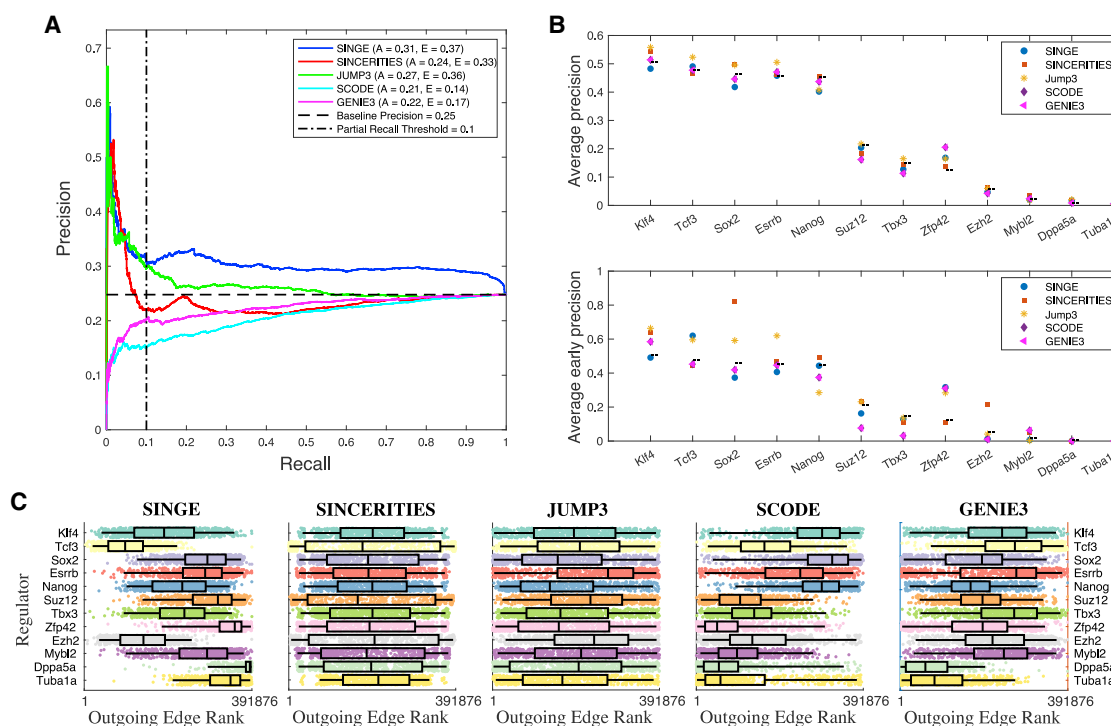 A
0.7
0.6
0.5
0.4
0.3
0.2
0.1
0
Precision
0 0.1 0.2 0.3 0.4 0.5 0.6 0.7 0.8 0.9 1
Recall
SINGE (A = 0.31, E = 0.37)
SINCERITIES (A = 0.24, E = 0.33)
JUMP3 (A = 0.27, E = 0.36)
SCODE (A = 0.21, E = 0.14)
GENIE3 (A = 0.22, E = 0.17)
Baseline Precision = 0.25
Partial Recall Threshold = 0.1
B
0.6
0.5
0.4
0.3
0.2
0.1
0
Average precision
SINGE
SINCERITIES
Jump3
SCODE
GENIE3
Klf4 Tcf3 Sox2 Esrrb Nanog Suz12 Tbx3 Zfp42 Ezh2 Mybl2 Dppa5a Tuba1
1
0.8
0.6
0.4
0.2
0
Average early precision
SINGE
SINCERITIES
Jump3
SCODE
GENIE3
Klf4 Tcf3 Sox2 Esrrb Nanog Suz12 Tbx3 Zfp42 Ezh2 Mybl2 Dppa5a Tuba1
C
SINGE SINCERITIES JUMP3 SCODE GENIE3
Regulator
Klf4 Klf4
Tcf3 Tcf3
Sox2 Sox2
Esrrb Esrrb
Nanog Nanog
Suz12 Suz12
Tbx3 Tbx3
Zfp42 Zfp42
Ezh2 Ezh2
Mybl2 Mybl2
Dppa5a Dppa5a
Tuba1a Tuba1a
1 391876 1 391876 1 391876 1 391876 1 391876
Outgoing Edge Rank Outgoing Edge Rank Outgoing Edge Rank Outgoing Edge Rank Outgoing Edge Rank